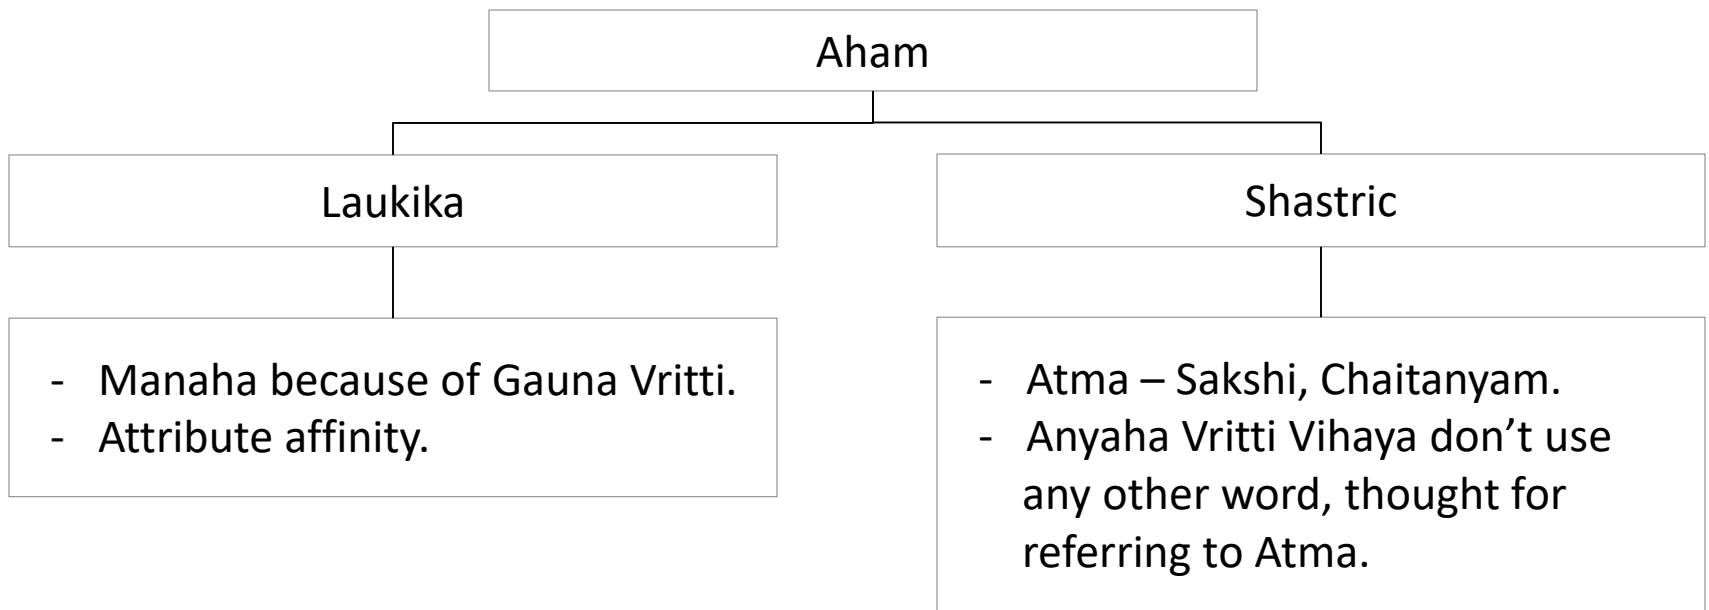 Aham
Laukika
Shastric
- Manaha because of Gauna Vritti.
- Attribute affinity.
- Atma – Sakshi, Chaitanyam.
- Anyaha Vritti Vihaya don’t use
any other word, thought for
referring to Atma.